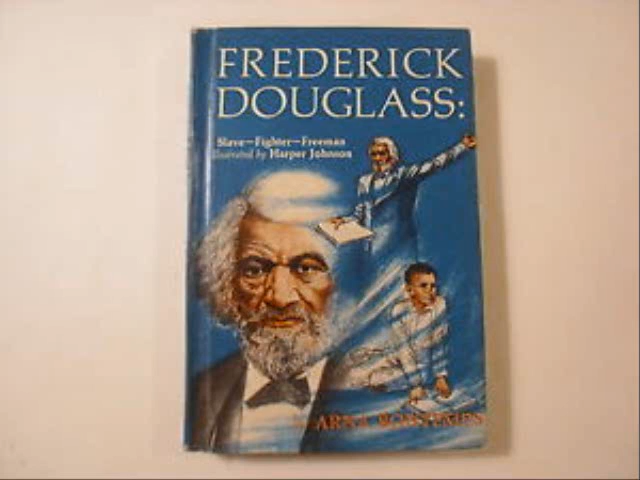 FREDERICK
DOUGLASS:
Slave—Fighter—Freeman
illustrated by Harper Johnson
ARNA BONTEMPS